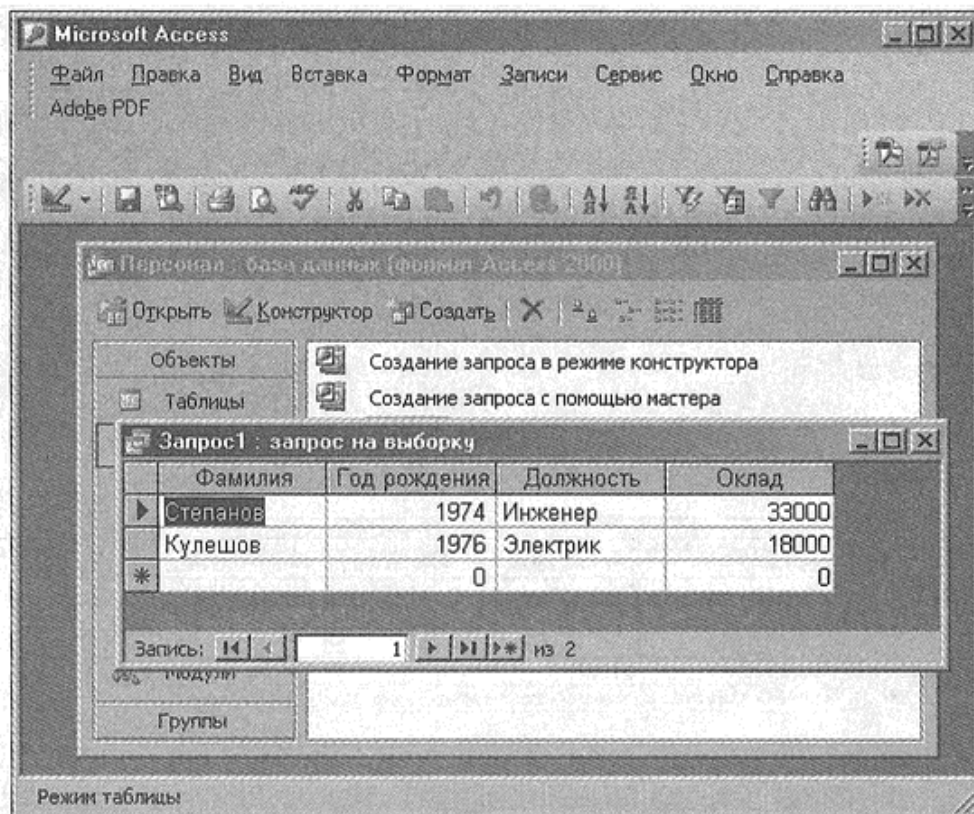 Microsoft Access
Файл Правка Вид Вставка Формат Записи Сервис Окно Справка
Adobe PDF
Персонал : база данных (формат Access 2000)
Открыть Конструктор Создать
Объекты
Создание запроса в режиме конструктора
Таблицы
Создание запроса с помощью мастера
Запрос1 : запрос на выборку
Фамилия Год рождения Должность Оклад
Степанов 1974 Инженер 33000
Кулешов 1976 Электрик 18000
0 0
Запись: 1 из 2
Модули
Группы
Режим таблицы